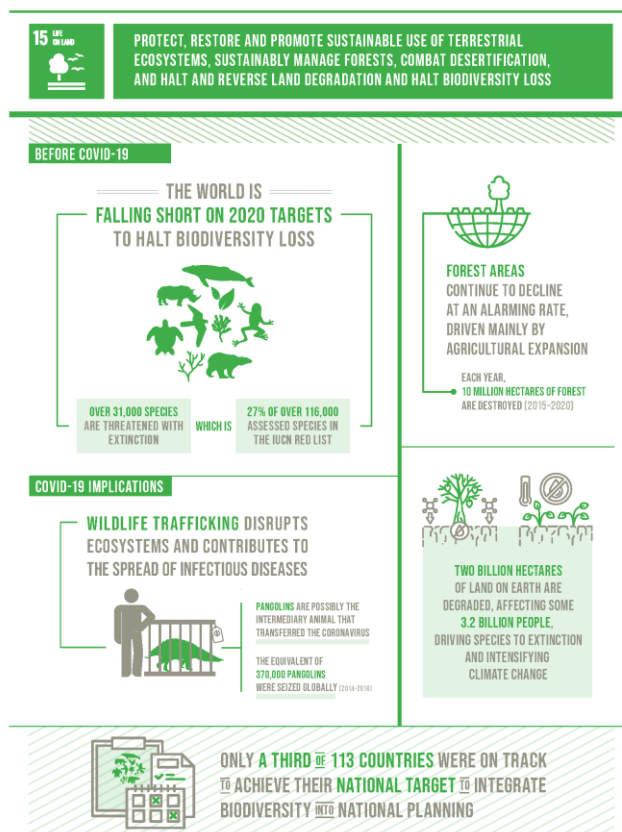 15 LIFE
ON LAND
PROTECT, RESTORE AND PROMOTE SUSTAINABLE USE OF TERRESTRIAL
ECOSYSTEMS, SUSTAINABLY MANAGE FORESTS, COMBAT DESERTIFICATION,
AND HALT AND REVERSE LAND DEGRADATION AND HALT BIODIVERSITY LOSS
BEFORE COVID-19
THE WORLD IS
FALLING SHORT ON 2020 TARGETS
TO HALT BIODIVERSITY LOSS
OVER 31,000 SPECIES
ARE THREATENED WITH
EXTINCTION
WHICH IS
27% OF OVER 116,000
ASSESSED SPECIES IN
THE IUCN RED LIST
FOREST AREAS
CONTINUE TO DECLINE
AT AN ALARMING RATE,
DRIVEN MAINLY BY
AGRICULTURAL EXPANSION
EACH YEAR,
10 MILLION HECTARES OF FOREST
ARE DESTROYED (2015-2020)
COVID-19 IMPLICATIONS
WILDLIFE TRAFFICKING DISRUPTS
ECOSYSTEMS AND CONTRIBUTES TO
THE SPREAD OF INFECTIOUS DISEASES
PANGOLINS ARE POSSIBLY THE
INTERMEDIARY ANIMAL THAT
TRANSFERRED THE CORONAVIRUS
THE EQUIVALENT OF
370,000 PANGOLINS
WERE SEIZED GLOBALLY (2014-2018)
TWO BILLION HECTARES
OF LAND ON EARTH ARE
DEGRADED, AFFECTING SOME
3.2 BILLION PEOPLE,
DRIVING SPECIES TO EXTINCTION
AND INTENSIFYING
CLIMATE CHANGE
ONLY A THIRD OF 113 COUNTRIES WERE ON TRACK
TO ACHIEVE THEIR NATIONAL TARGET TO INTEGRATE
BIODIVERSITY INTO NATIONAL PLANNING